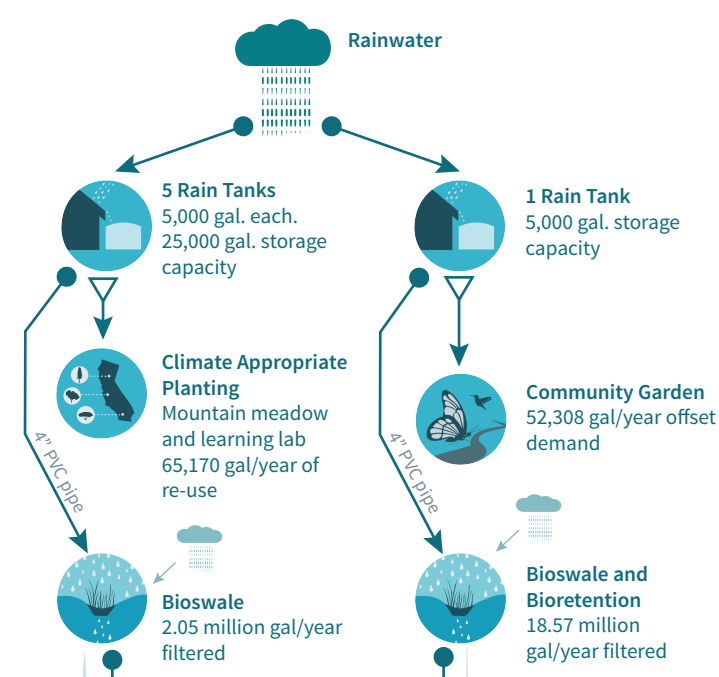 Rainwater
5 Rain Tanks
5,000 gal. each.
25,000 gal. storage
capacity
1 Rain Tank
5,000 gal. storage
capacity
Climate Appropriate
Planting
Mountain meadow
and learning lab
65,170 gal/year of
re-use
Community Garden
52,308 gal/year offset
demand
4” PVC pipe
4” PVC pipe
Bioswale
2.05 million gal/year
filtered
Bioswale and
Bioretention
18.57 million
gal/year filtered